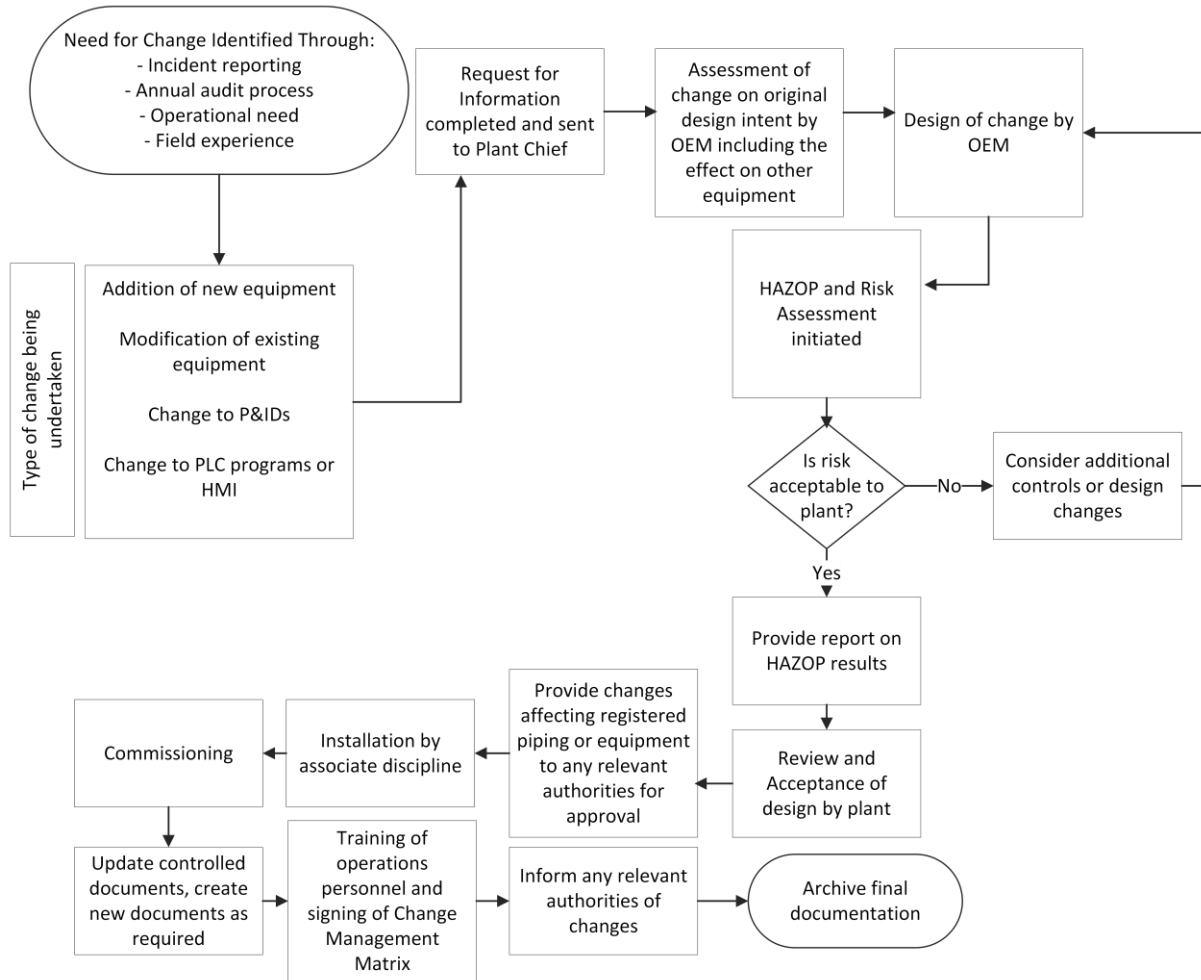 Need for Change Identified Through:
- Incident reporting
- Annual audit process
- Operational need
- Field experience
Request for
Information
completed and sent
to Plant Chief
Assessment of
change on original
design intent by
OEM including the
effect on other
equipment
Design of change by
OEM
Type of change being
undertaken
Addition of new equipment
Modification of existing
equipment
Change to P&IDs
Change to PLC programs or
HMI
HAZOP and Risk
Assessment
initiated
Is risk
acceptable to
plant?
No
Consider additional
controls or design
changes
Yes
Provide report on
HAZOP results
Review and
Acceptance of
design by plant
Provide changes
affecting registered
piping or equipment
to any relevant
authorities for
approval
Installation by
associate discipline
Commissioning
Update controlled
documents, create
new documents as
required
Training of
operations
personnel and
signing of Change
Management
Matrix
Inform any relevant
authorities of
changes
Archive final
documentation